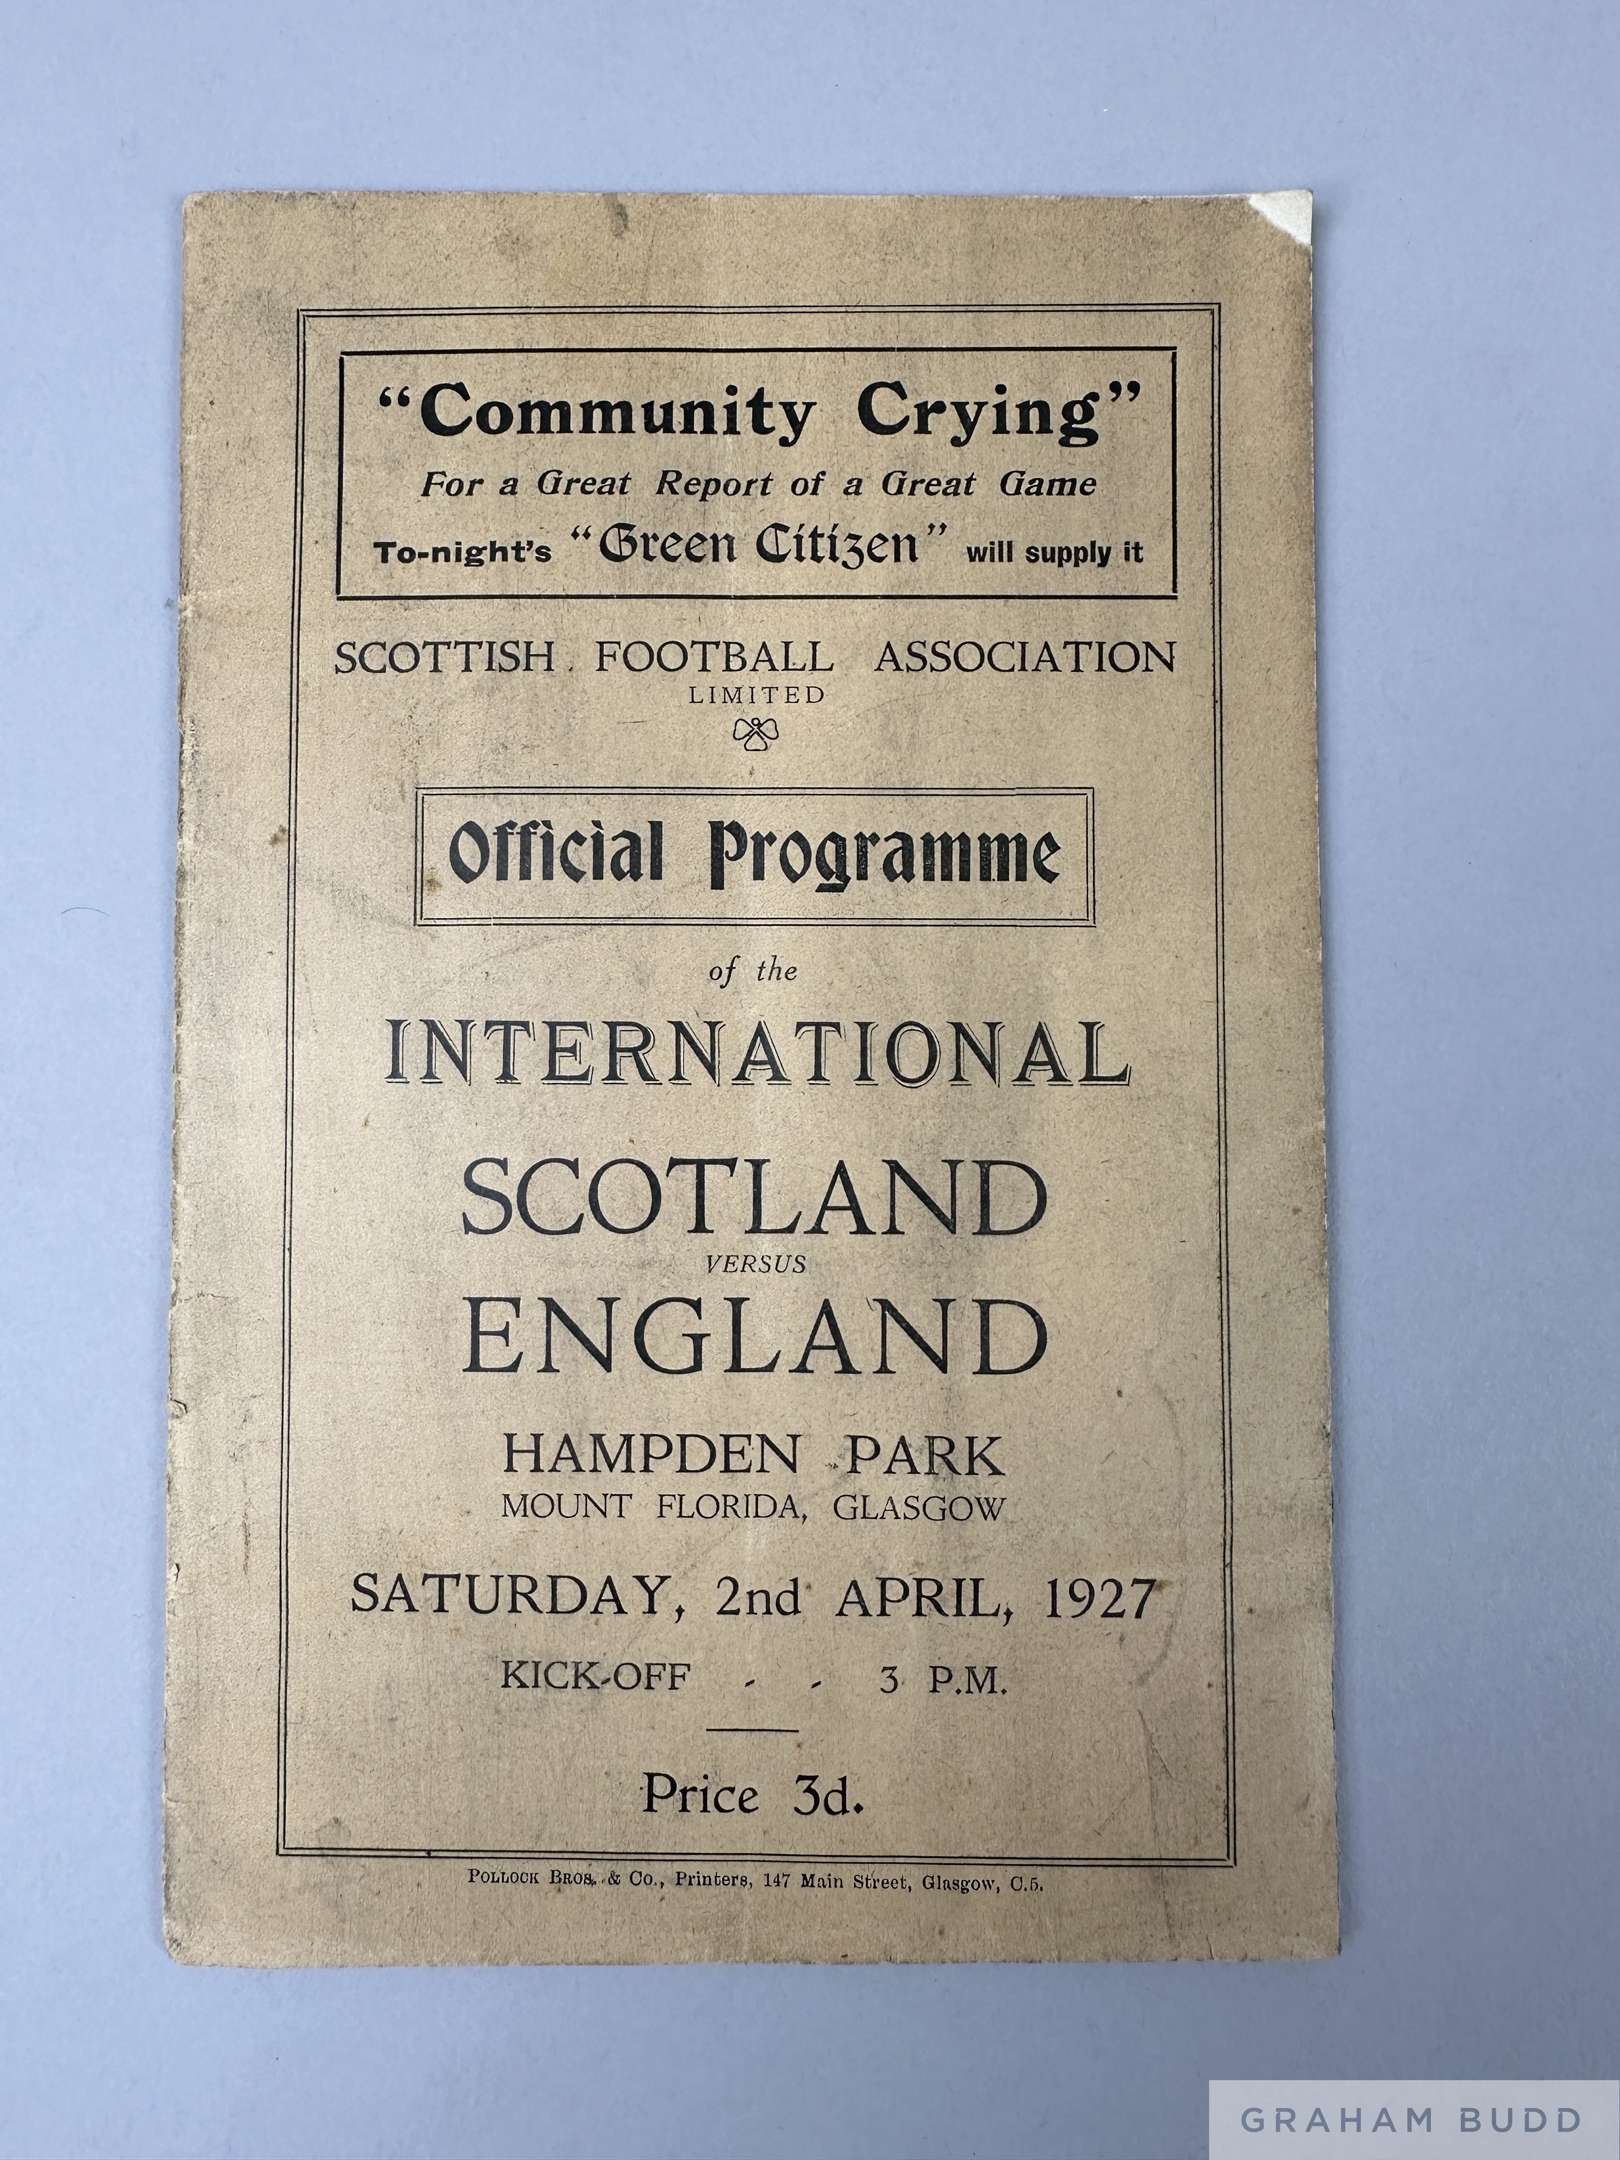 "Community Crying"
For a Great Report of a Great Game
To-night's "Green Citizen" will supply it
SCOTTISH FOOTBALL ASSOCIATION
LIMITED
Official Programme
of the
INTERNATIONAL
SCOTLAND
VERSUS
ENGLAND
HAMPDEN PARK
MOUNT FLORIDA, GLASGOW
SATURDAY, 2nd APRIL, 1927
KICK-OFF - - 3 P.M.
Price 3d.
POLLOCK BROS. & CO., Printers, 147 Main Street, Glasgow, C.5.
GRAHAM BUDD